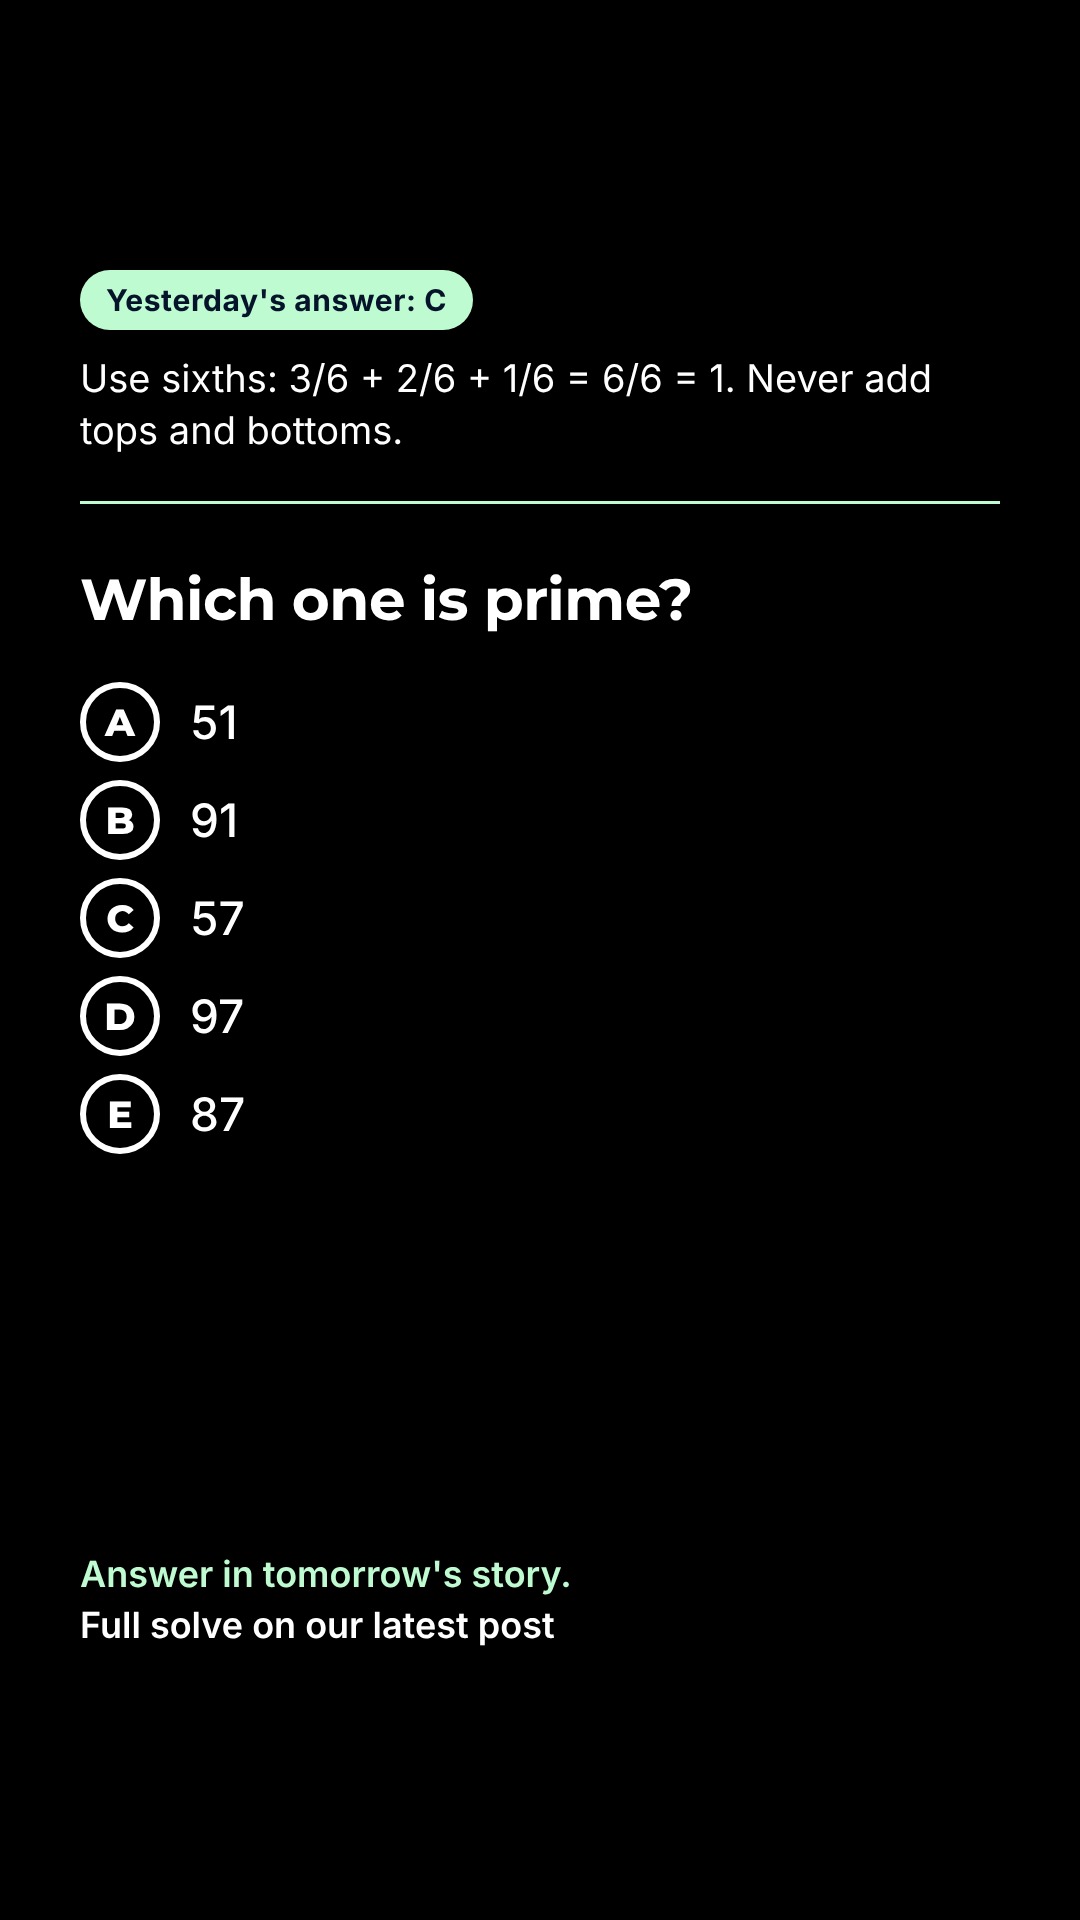 Yesterday's answer: C
Use sixths: 3/6 + 2/6 + 1/6 = 6/6 = 1. Never add
tops and bottoms.
Which one is prime?
A 51
B 91
C 57
D 97
E 87
Answer in tomorrow's story.
Full solve on our latest post